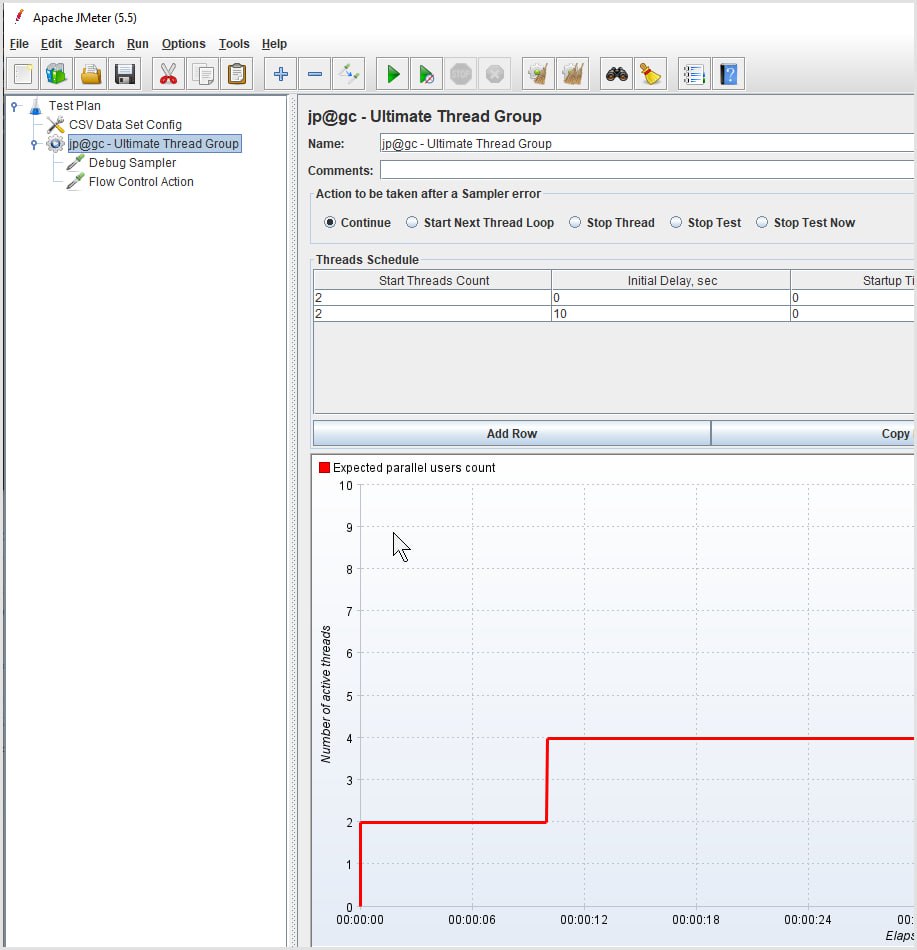 Apache JMeter (5.5)
File Edit Search Run Options Tools Help
STOP
Test Plan
CSV Data Set Config
jp@gc - Ultimate Thread Group
Debug Sampler
Flow Control Action
jp@gc - Ultimate Thread Group
Name: jp@gc - Ultimate Thread Group
Comments:
Action to be taken after a Sampler error
Continue Start Next Thread Loop Stop Thread Stop Test Stop Test Now
Threads Schedule
Start Threads Count Initial Delay, sec Startup Ti
2 0 0
2 10 0
Add Row Copy
Expected parallel users count
10
9
8
7
6
5
4
3
2
1
0
Number of active threads
00:00:00 00:00:06 00:00:12 00:00:18 00:00:24 00:
Elaps